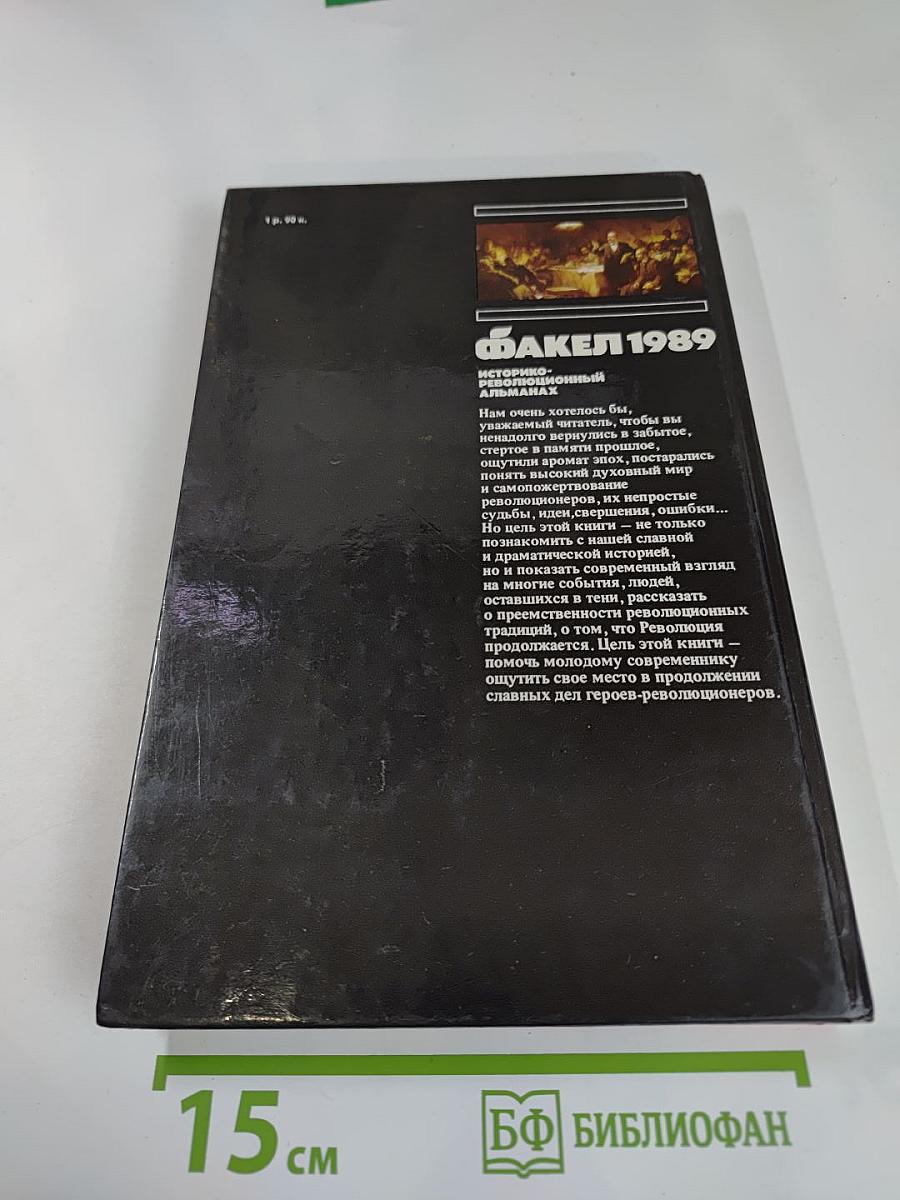 1 р. 90 к.
ФАКЕЛ 1989
ИСТОРИКО-
РЕВОЛЮЦИОННЫЙ
АЛЬМАНАХ
Нам очень хотелось бы,
уважаемый читатель, чтобы вы
ненадолго вернулись в забытое,
стертое в памяти прошлое,
ощутили аромат эпох, постарались
понять высокий духовный мир
и самопожертвование
революционеров, их непростые
судьбы, идеи,свершения, ошибки...
Но цель этой книги — не только
познакомить с нашей славной
и драматической историей,
но и показать современный взгляд
на многие события, людей,
оставшихся в тени, рассказать
о преемственности революционных
традиций, о том, что Революция
продолжается. Цель этой книги —
помочь молодому современнику
ощутить свое место в продолжении
славных дел героев-революционеров.
15 см
БФ БИБЛИОФАН